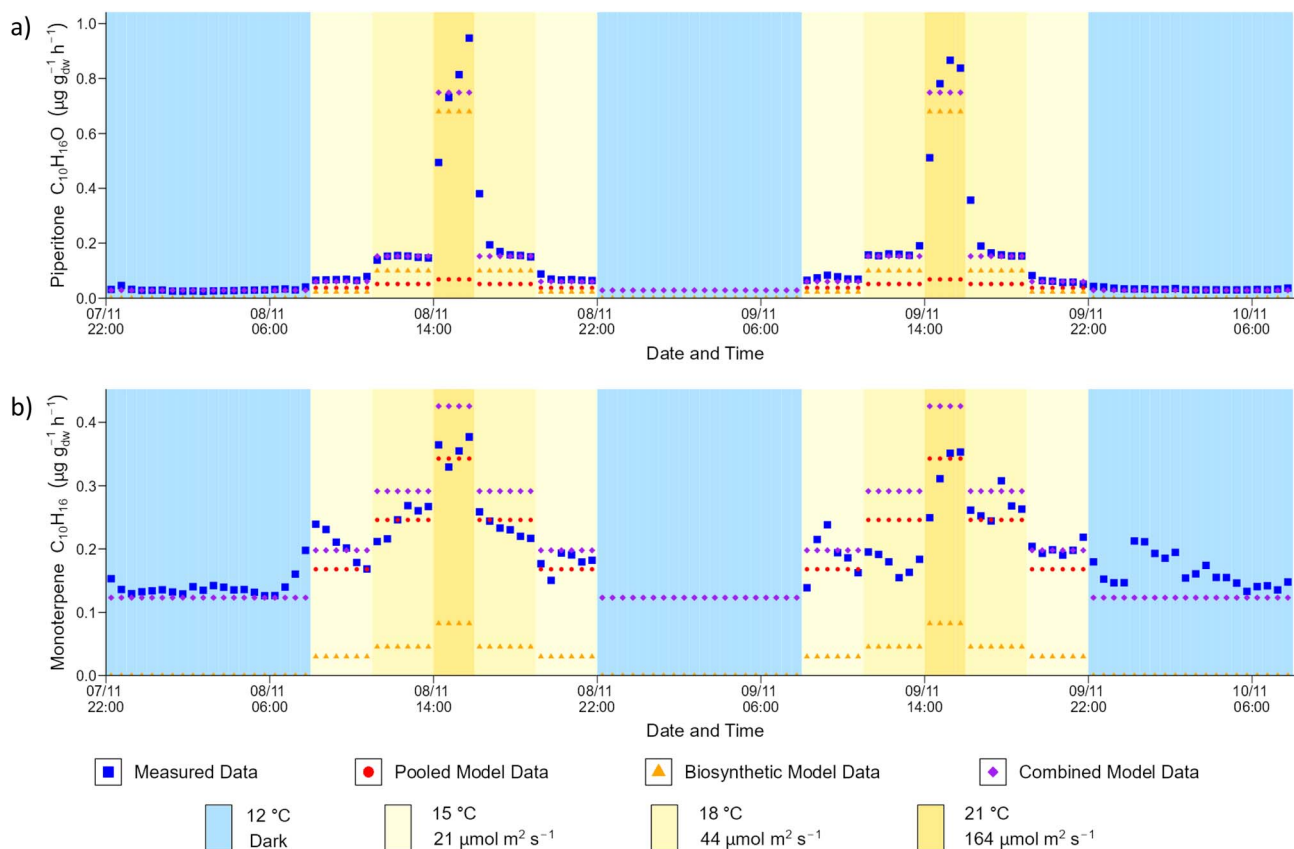 a)
Piperitone C₁₀H₁₆O (µg g⁻¹dw h⁻¹)
1.0
0.8
0.6
0.4
0.2
0.0
07/11 08/11 08/11 08/11 09/11 09/11 09/11 10/11
22:00 06:00 14:00 22:00 06:00 14:00 22:00 06:00
Date and Time
b)
Monoterpene C₁₀H₁₆ (µg g⁻¹dw h⁻¹)
0.4
0.3
0.2
0.1
0.0
07/11 08/11 08/11 08/11 09/11 09/11 09/11 10/11
22:00 06:00 14:00 22:00 06:00 14:00 22:00 06:00
Date and Time
Measured Data Pooled Model Data Biosynthetic Model Data Combined Model Data
12 °C 15 °C 18 °C 21 °C
Dark 21 µmol m² s⁻¹ 44 µmol m² s⁻¹ 164 µmol m² s⁻¹